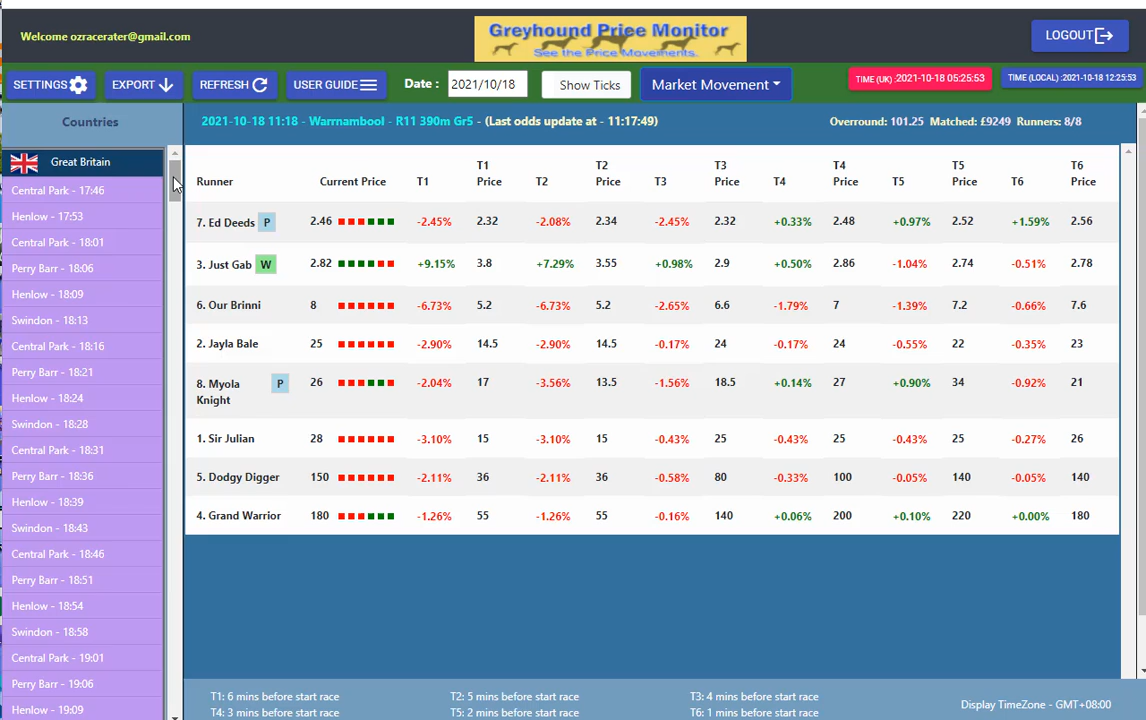 Welcome ozracerater@gmail.com
Greyhound Price Monitor
See the Price Movements.
LOGOUT
SETTINGS
EXPORT
REFRESH
USER GUIDE
Date :
2021/10/18
Show Ticks
Market Movement
TIME (UK) :2021-10-18 05:25:53
TIME (LOCAL) :2021-10-18 12:25:53
Countries
2021-10-18 11:18 - Warrnambool - R11 390m Gr5 - (Last odds update at - 11:17:49)
Overround: 101.25 Matched: £9249 Runners: 8/8
Great Britain
Central Park - 17:46
Henlow - 17:53
Central Park - 18:01
Perry Barr - 18:06
Henlow - 18:09
Swindon - 18:13
Central Park - 18:16
Perry Barr - 18:21
Henlow - 18:24
Swindon - 18:28
Central Park - 18:31
Perry Barr - 18:36
Henlow - 18:39
Swindon - 18:43
Central Park - 18:46
Perry Barr - 18:51
Henlow - 18:54
Swindon - 18:58
Central Park - 19:01
Perry Barr - 19:06
Henlow - 19:09
Runner Current Price T1 T1 Price T2 T2 Price T3 T3 Price T4 T4 Price T5 T5 Price T6 T6 Price
7. Ed Deeds P 2.46 -2.45% 2.32 -2.08% 2.34 -2.45% 2.32 +0.33% 2.48 +0.97% 2.52 +1.59% 2.56
3. Just Gab W 2.82 +9.15% 3.8 +7.29% 3.55 +0.98% 2.9 +0.50% 2.86 -1.04% 2.74 -0.51% 2.78
6. Our Brinni 8 -6.73% 5.2 -6.73% 5.2 -2.65% 6.6 -1.79% 7 -1.39% 7.2 -0.66% 7.6
2. Jayla Bale 25 -2.90% 14.5 -2.90% 14.5 -0.17% 24 -0.17% 24 -0.55% 22 -0.35% 23
8. Myola Knight P 26 -2.04% 17 -3.56% 13.5 -1.56% 18.5 +0.14% 27 +0.90% 34 -0.92% 21
1. Sir Julian 28 -3.10% 15 -3.10% 15 -0.43% 25 -0.43% 25 -0.43% 25 -0.27% 26
5. Dodgy Digger 150 -2.11% 36 -2.11% 36 -0.58% 80 -0.33% 100 -0.05% 140 -0.05% 140
4. Grand Warrior 180 -1.26% 55 -1.26% 55 -0.16% 140 +0.06% 200 +0.10% 220 +0.00% 180
T1: 6 mins before start race
T2: 5 mins before start race
T3: 4 mins before start race
T4: 3 mins before start race
T5: 2 mins before start race
T6: 1 mins before start race
Display TimeZone - GMT+08:00